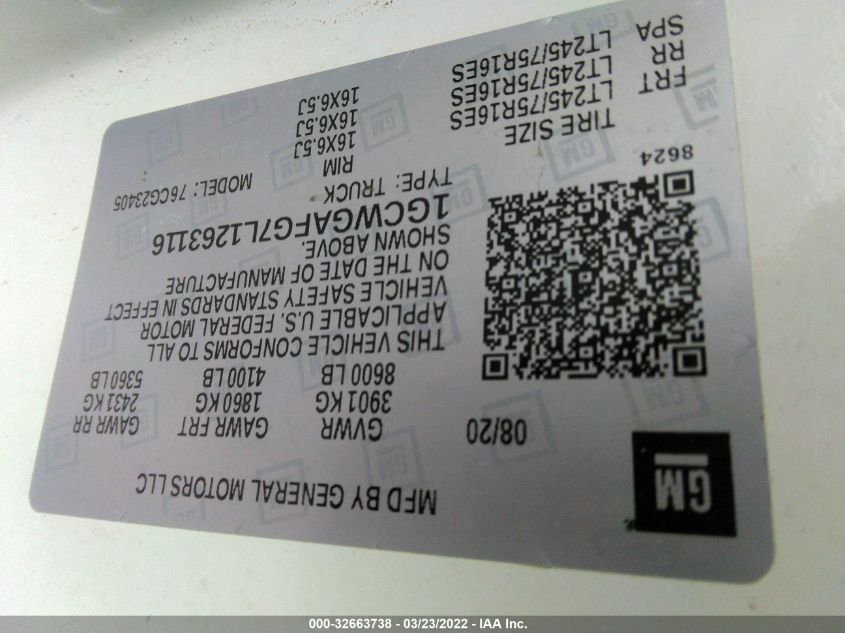 GM
MFD BY GENERAL MOTORS LLC
08/20 GVWR GAWR FRT GAWR RR
3901 KG 1860 KG 2431 KG
8600 LB 4100 LB 5360 LB
THIS VEHICLE CONFORMS TO ALL
APPLICABLE U.S. FEDERAL MOTOR
VEHICLE SAFETY STANDARDS IN EFFECT
ON THE DATE OF MANUFACTURE
SHOWN ABOVE.
1GCWGAFG7L1263116
TYPE: TRUCK MODEL: 76CG23405
8624
TIRE SIZE RIM
FRT LT245/75R16ES 16X6.5J
RR LT245/75R16ES 16X6.5J
SPA LT245/75R16ES 16X6.5J
000-32663738 - 03/23/2022 - IAA Inc.